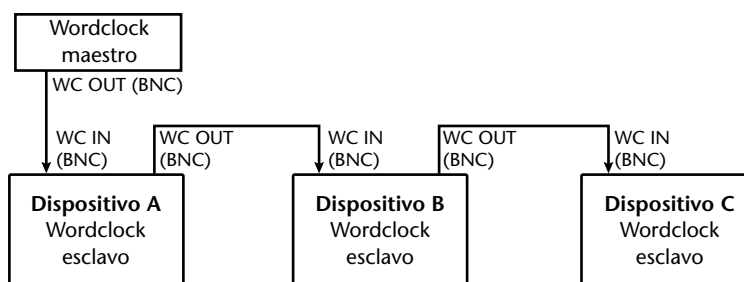 Wordclock
maestro
WC OUT (BNC)
WC IN
(BNC)
WC OUT
(BNC)
WC IN
(BNC)
WC OUT
(BNC)
WC IN
(BNC)
Dispositivo A
Wordclock
esclavo
Dispositivo B
Wordclock
esclavo
Dispositivo C
Wordclock
esclavo